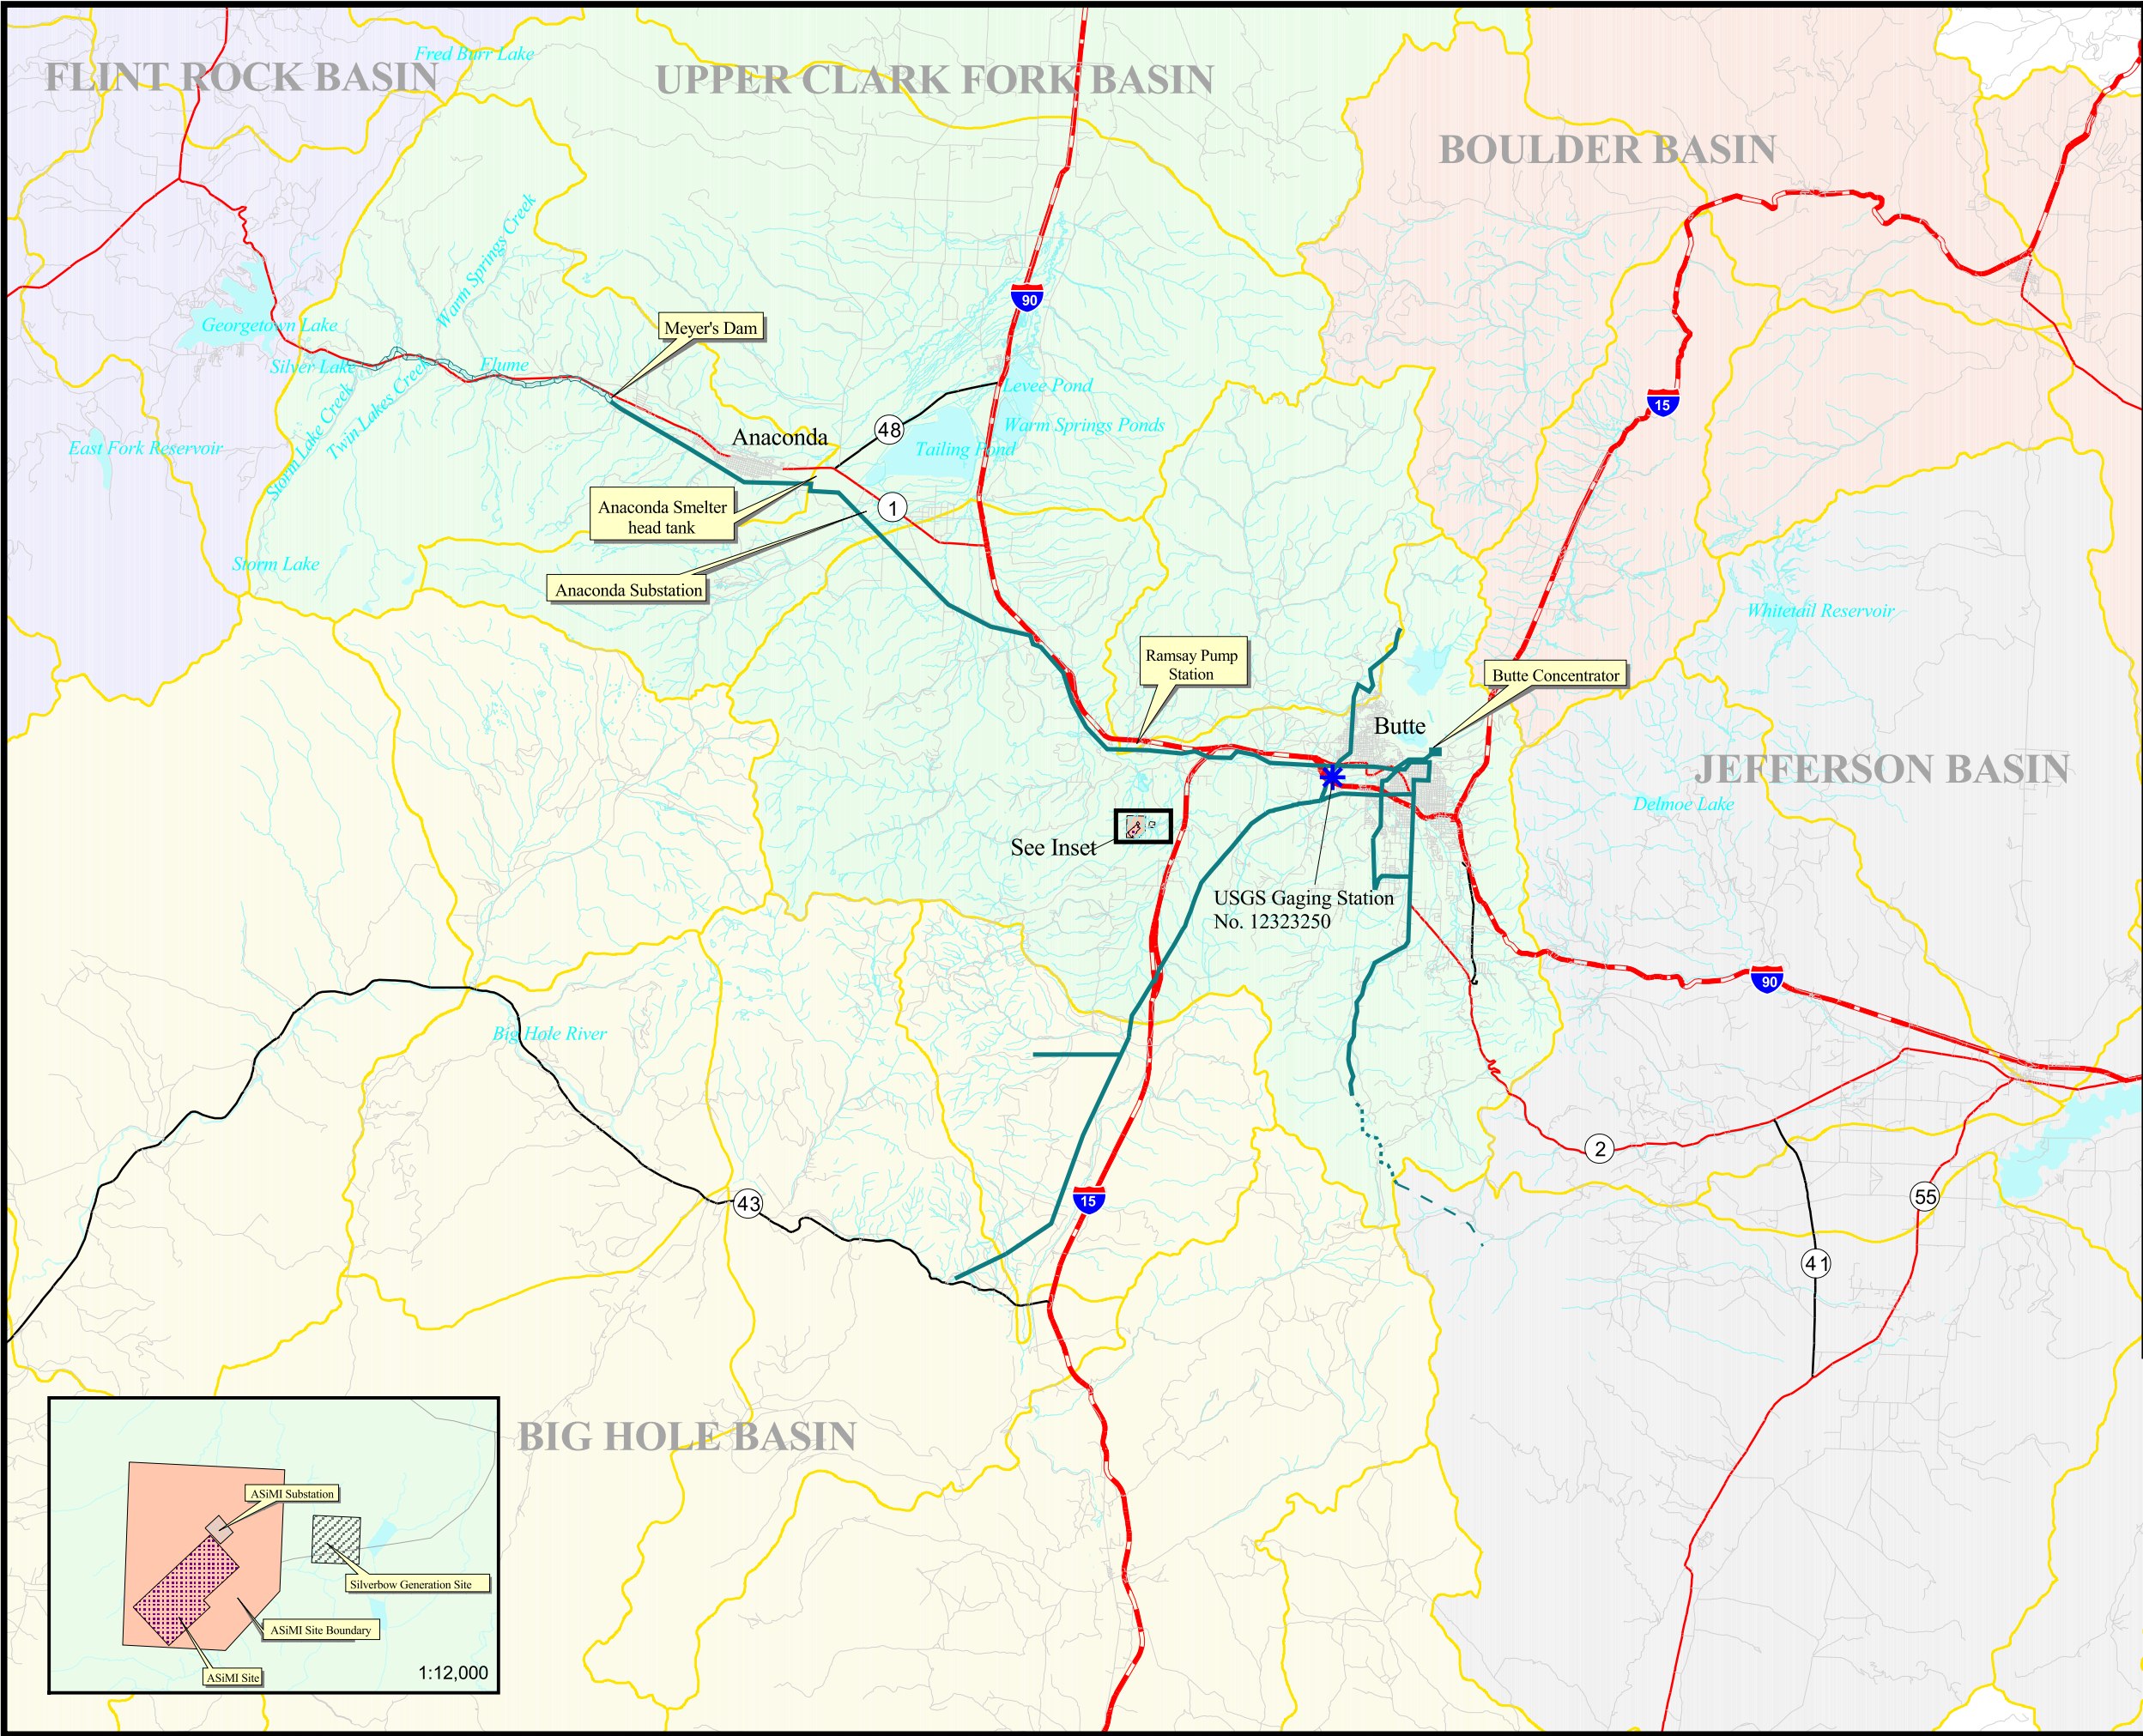 Fred Burr Lake
FLINT ROCK BASIN
UPPER CLARK FORK BASIN
BOULDER BASIN
Warm Springs Creek
90
Georgetown Lake
Meyer's Dam
Silver Lake
Flume
Levee Pond
15
Storm Lake Creek
Twin Lakes Creek
East Fork Reservoir
Anaconda
48
Warm Springs Ponds
Tailing Pond
Anaconda Smelter
head tank
1
Storm Lake
Anaconda Substation
Whitetail Reservoir
Ramsay Pump
Station
Butte Concentrator
Butte
JEFFERSON BASIN
Delmoe Lake
See Inset
USGS Gaging Station
No. 12323250
90
Big Hole River
2
15
43
55
41
BIG HOLE BASIN
ASiMI Substation
Silverbow Generation Site
ASiMI Site Boundary
ASiMI Site
1:12,000